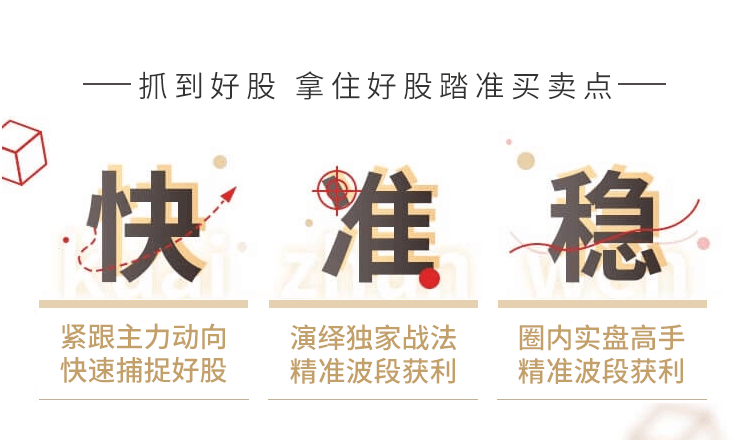 抓到好股 拿住好股踏准买卖点
快 准 稳
kuai zhun wen
紧跟主力动向
快速捕捉好股
演绎独家战法
精准波段获利
圈内实盘高手
精准波段获利